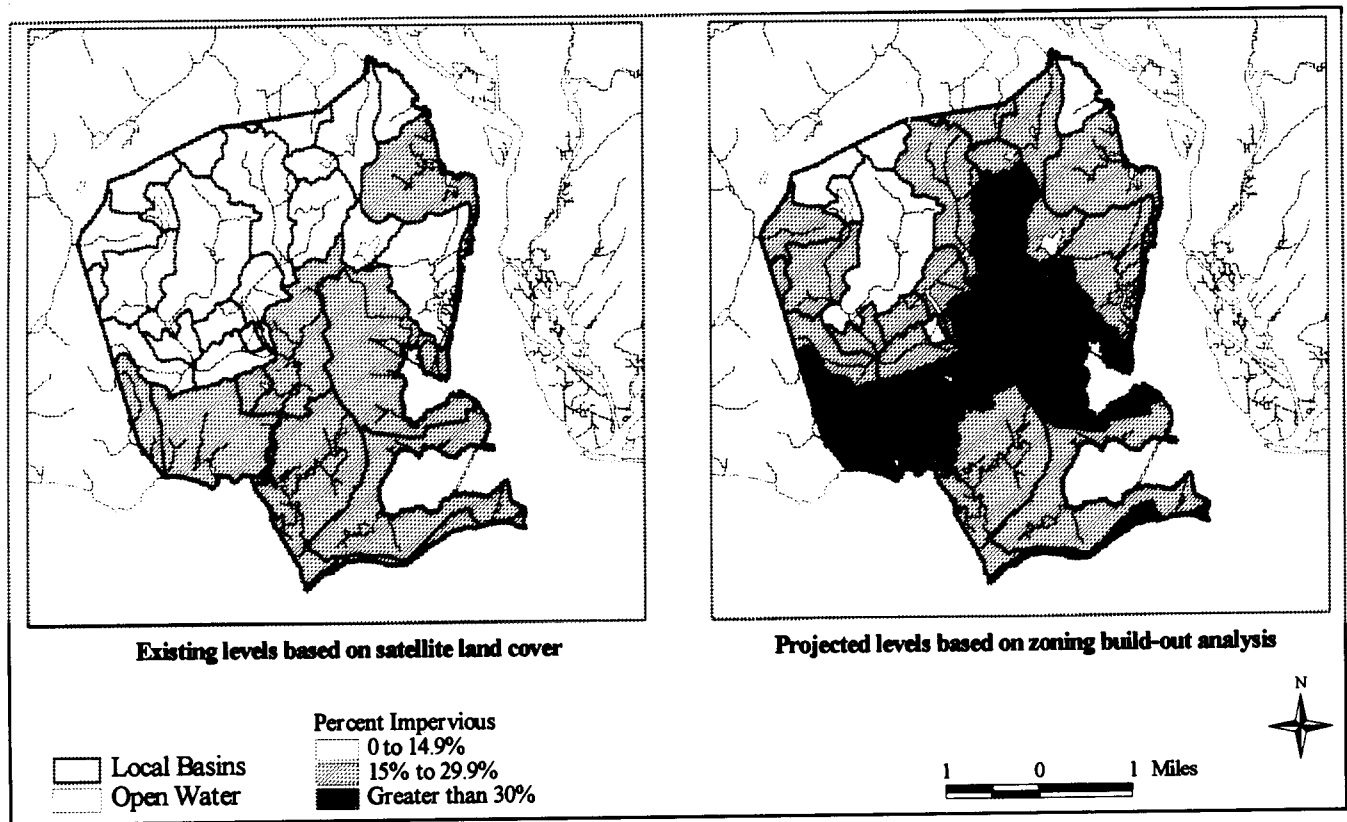 Existing levels based on satellite land cover
Projected levels based on zoning build-out analysis
Local Basins
Open Water
Percent Impervious
0 to 14.9%
15% to 29.9%
Greater than 30%
N
1 0 1 Miles